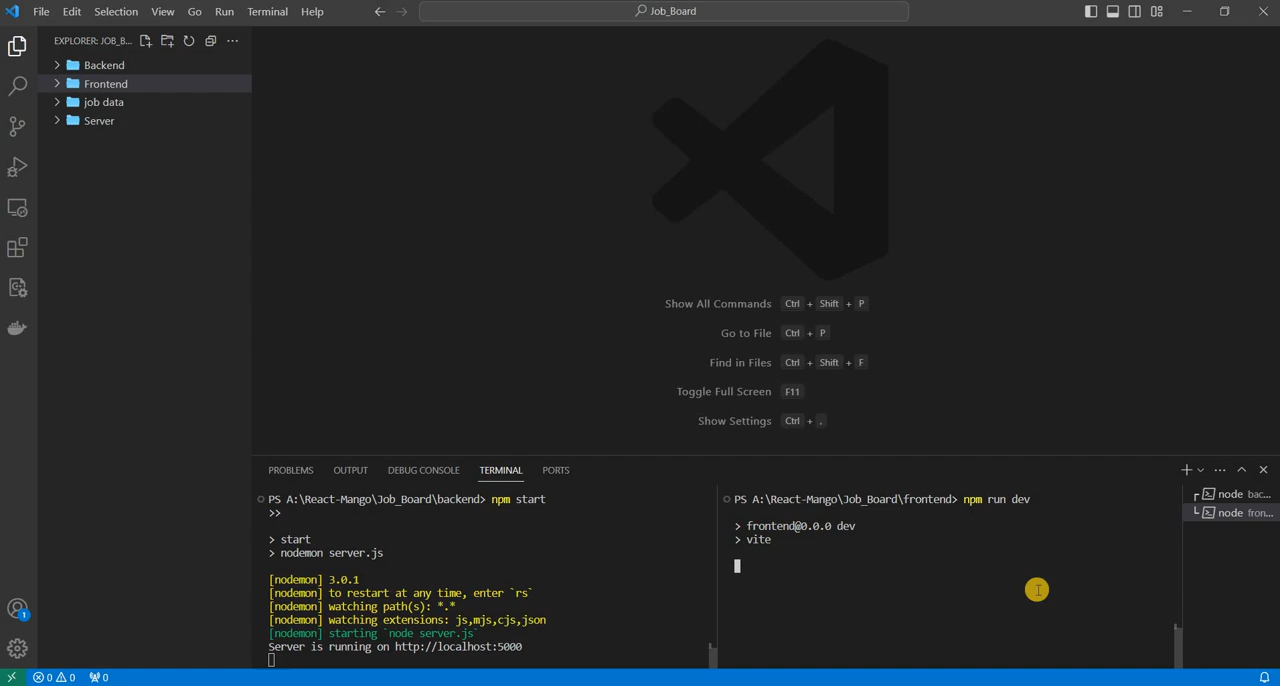 File Edit Selection View Go Run Terminal Help
Job_Board
EXPLORER: JOB_B...
Backend
Frontend
job data
Server
Show All Commands Ctrl + Shift + P
Go to File Ctrl + P
Find in Files Ctrl + Shift + F
Toggle Full Screen F11
Show Settings Ctrl + ,
PROBLEMS OUTPUT DEBUG CONSOLE TERMINAL PORTS
PS A:\React-Mango\Job_Board\backend> npm start
>>
> start
> nodemon server.js
[nodemon] 3.0.1
[nodemon] to restart at any time, enter `rs`
[nodemon] watching path(s): *.*
[nodemon] watching extensions: js,mjs,cjs,json
[nodemon] starting `node server.js`
Server is running on http://localhost:5000
PS A:\React-Mango\Job_Board\frontend> npm run dev
> frontend@0.0.0 dev
> vite
node bac...
node fron...
1
0 0 0